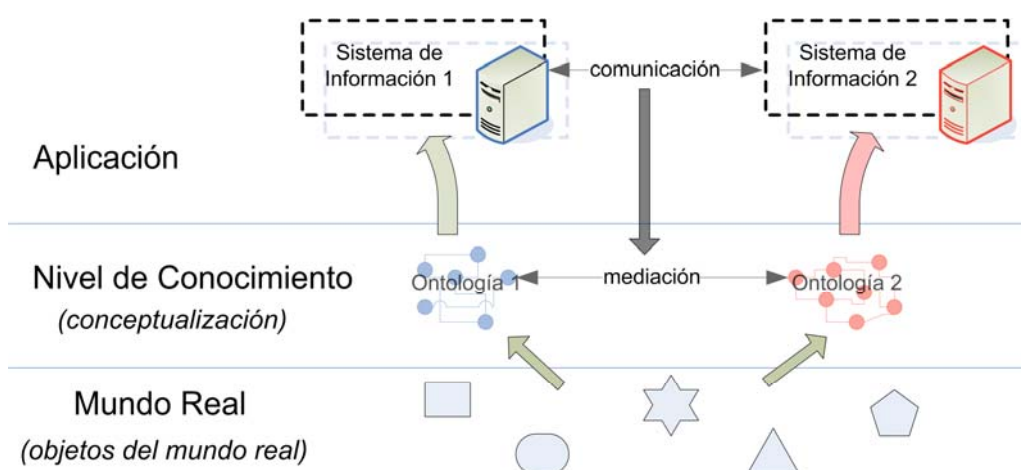 Sistema de
Información 1
comunicación
Sistema de
Información 2
Aplicación
Nivel de Conocimiento
(conceptualización)
Ontología 1
mediación
Ontología 2
Mundo Real
(objetos del mundo real)